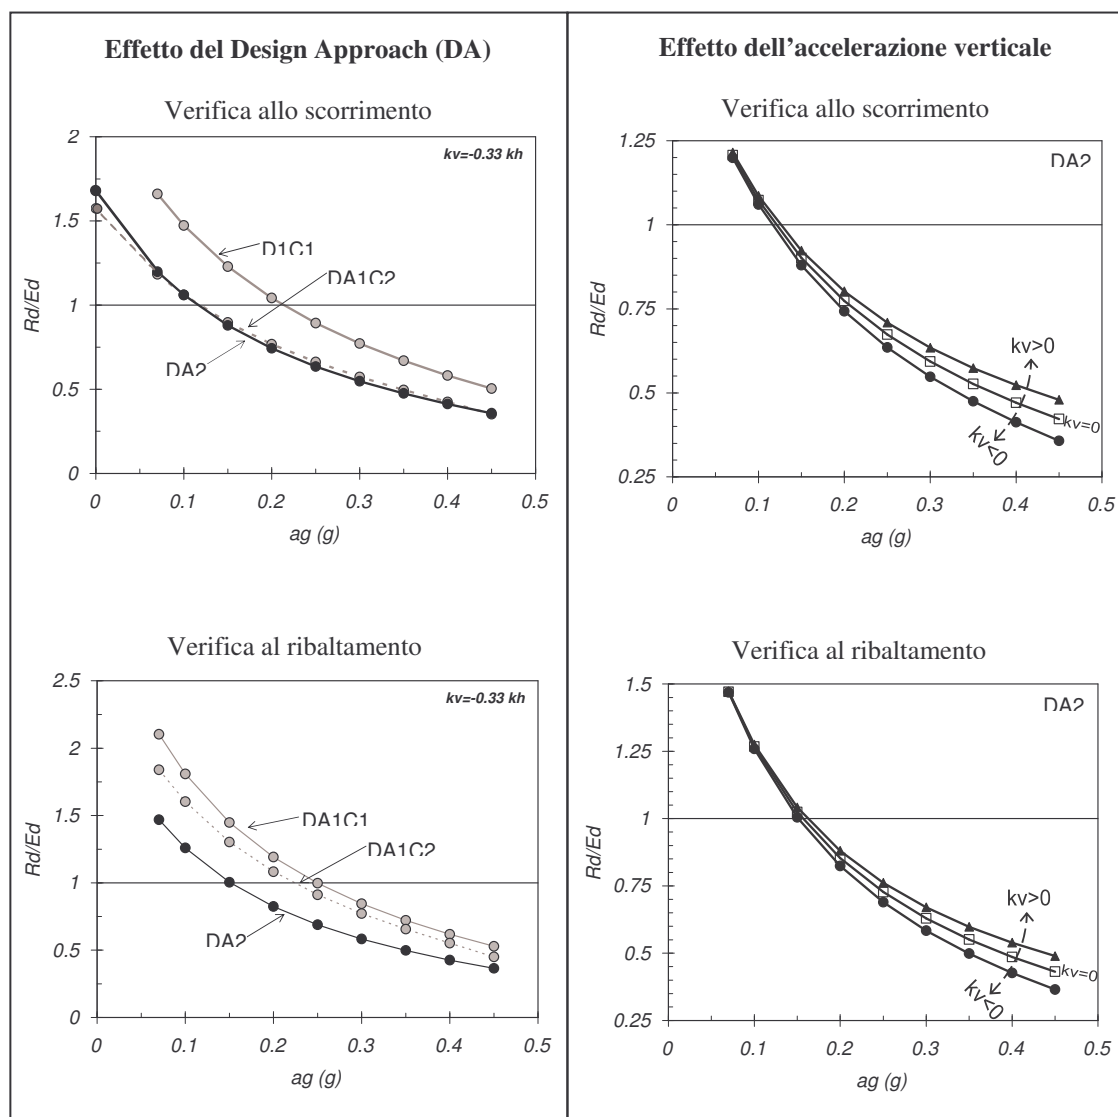 Effetto del Design Approach (DA)
Verifica allo scorrimento
2
1.5
1
0.5
0
Rd/Ed
kv=-0.33 kh
D1C1
DA1C2
DA2
0 0.1 0.2 0.3 0.4 0.5
ag (g)
Verifica al ribaltamento
2.5
2
1.5
1
0.5
0
Rd/Ed
kv=-0.33 kh
DA1C1
DA1C2
DA2
0 0.1 0.2 0.3 0.4 0.5
ag (g)
Effetto dell'accelerazione verticale
Verifica allo scorrimento
1.25
1
0.75
0.5
0.25
Rd/Ed
DA2
kv>0
kv=0
kv<0
0 0.1 0.2 0.3 0.4 0.5
ag (g)
Verifica al ribaltamento
1.5
1.25
1
0.75
0.5
0.25
Rd/Ed
DA2
kv>0
kv=0
kv<0
0 0.1 0.2 0.3 0.4 0.5
ag (g)